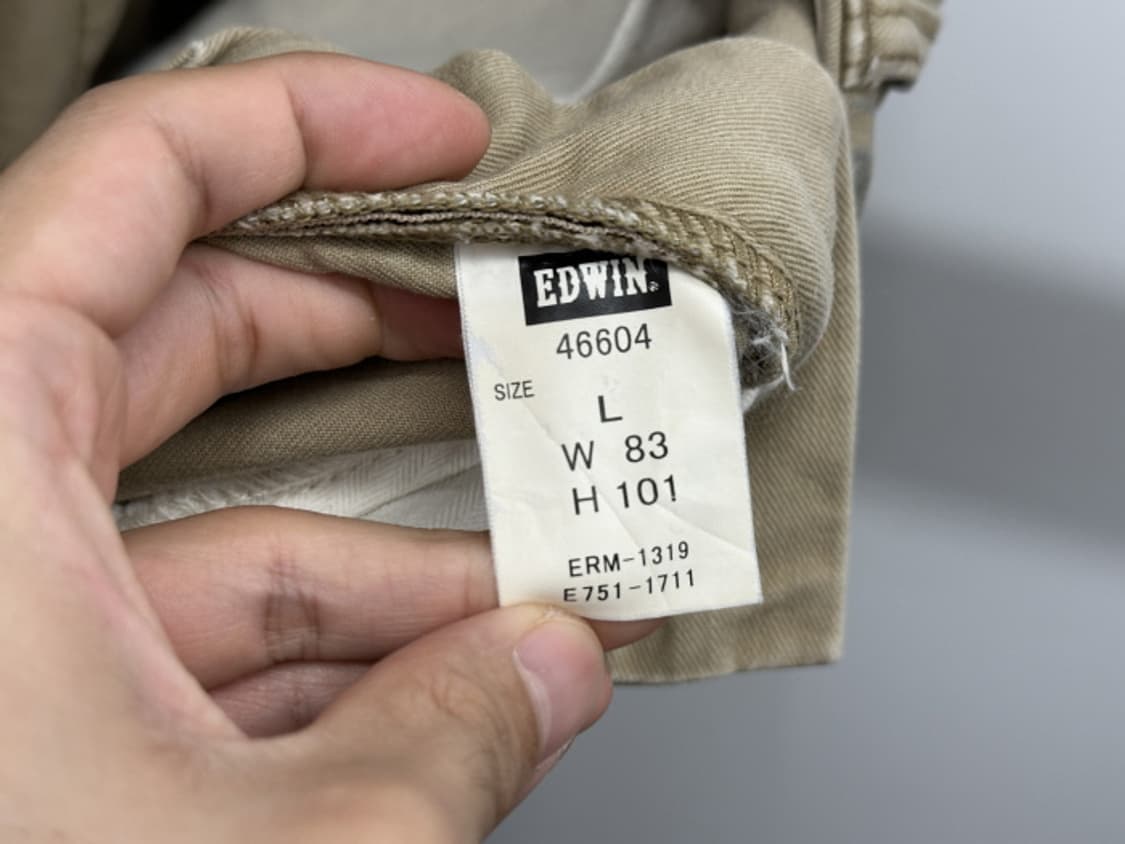 EDWIN.
46604
SIZE
L
W 83
H 101
ERM-1319
E751-1711